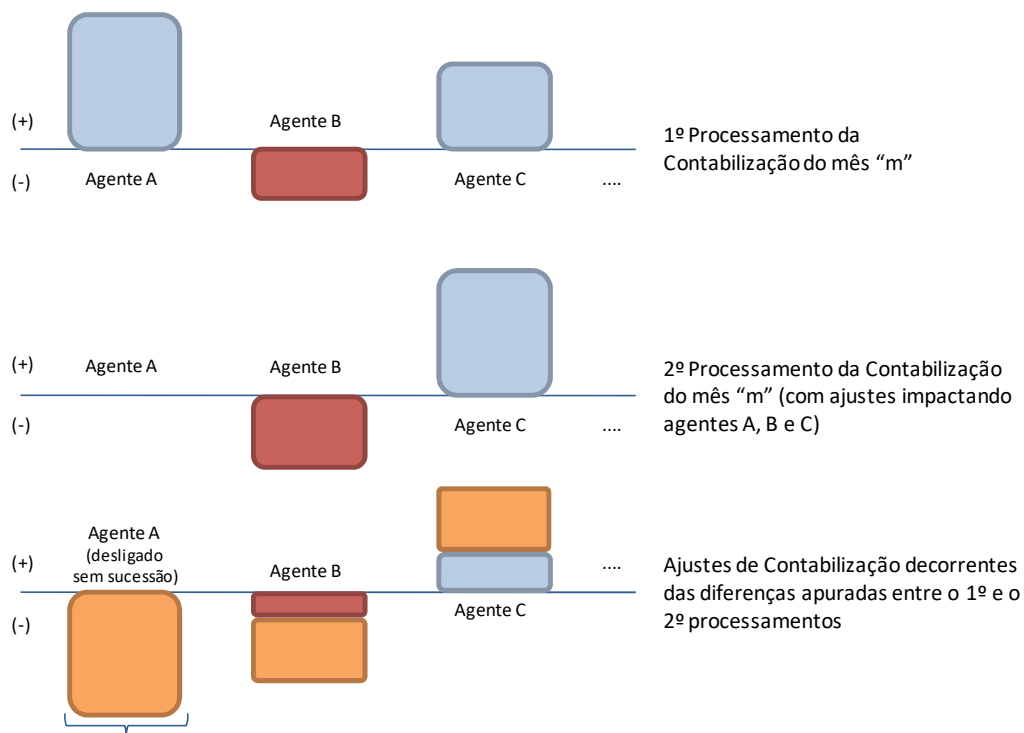 (+)
Agente B
1º Processamento da
Contabilização do mês “m”
(-)
Agente A
Agente C
....
(+)
Agente A
Agente B
2º Processamento da Contabilização
do mês “m” (com ajustes impactando
agentes A, B e C)
(-)
Agente C
....
Agente A
(desligado
sem sucessão)
(+)
Agente B
....
Ajustes de Contabilização decorrentes
das diferenças apuradas entre o 1º e o
2º processamentos
Agente C
(-)